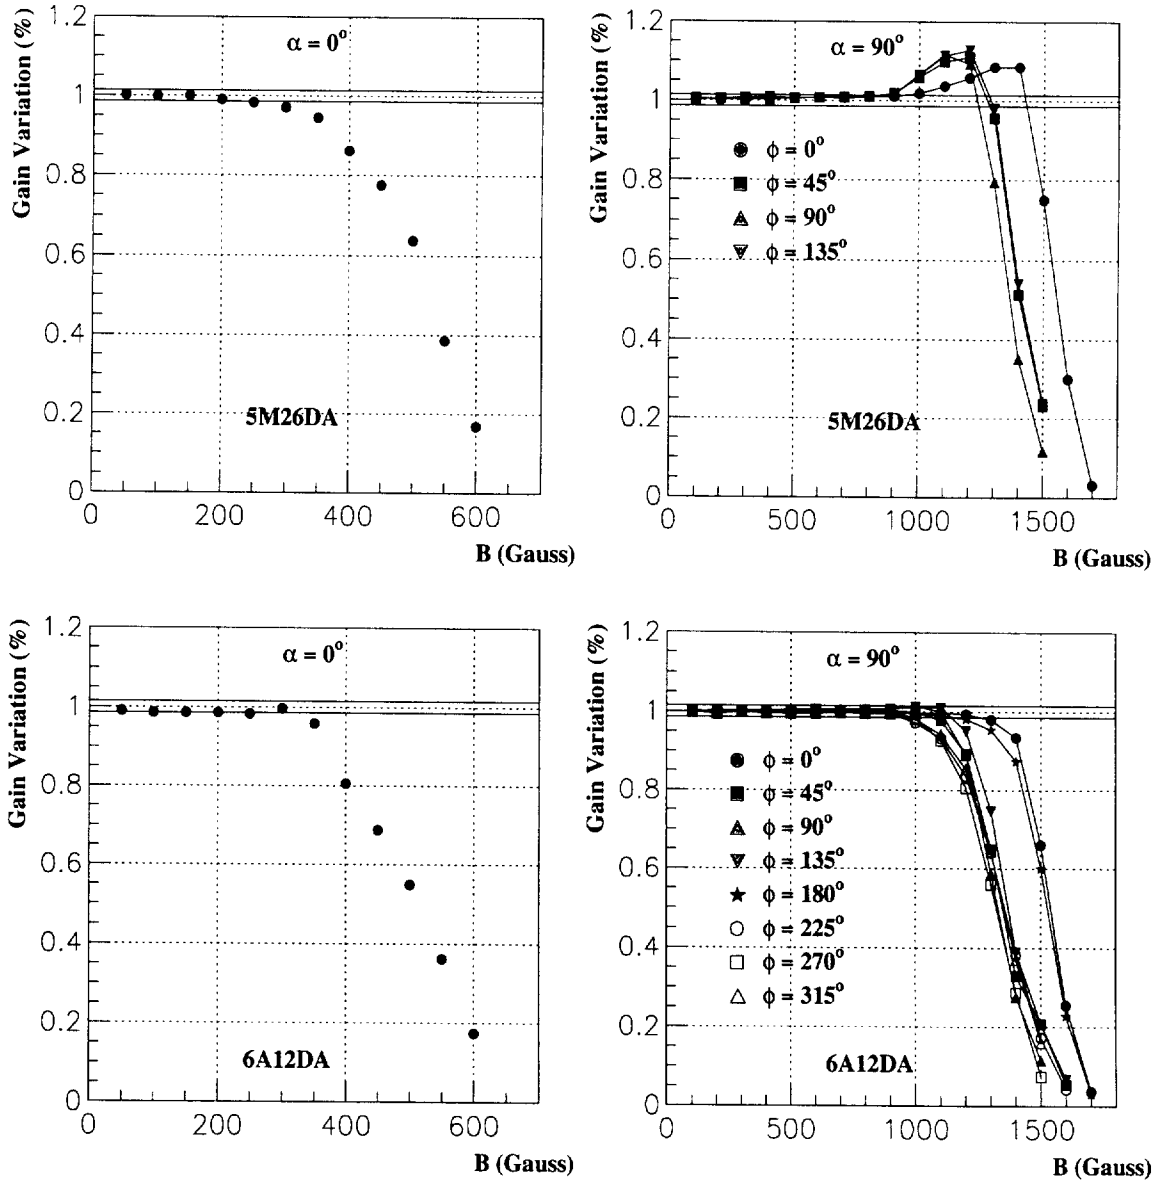 Gain Variation (%)
1.2
1
0.8
0.6
0.4
0.2
0
α = 0°
5M26DA
0
200
400
600
B (Gauss)
Gain Variation (%)
1.2
1
0.8
0.6
0.4
0.2
0
α = 90°
ϕ = 0°
ϕ = 45°
ϕ = 90°
ϕ = 135°
5M26DA
0
500
1000
1500
B (Gauss)
Gain Variation (%)
1.2
1
0.8
0.6
0.4
0.2
0
α = 0°
6A12DA
0
200
400
600
B (Gauss)
Gain Variation (%)
1.2
1
0.8
0.6
0.4
0.2
0
α = 90°
ϕ = 0°
ϕ = 45°
ϕ = 90°
ϕ = 135°
ϕ = 180°
ϕ = 225°
ϕ = 270°
ϕ = 315°
6A12DA
0
500
1000
1500
B (Gauss)